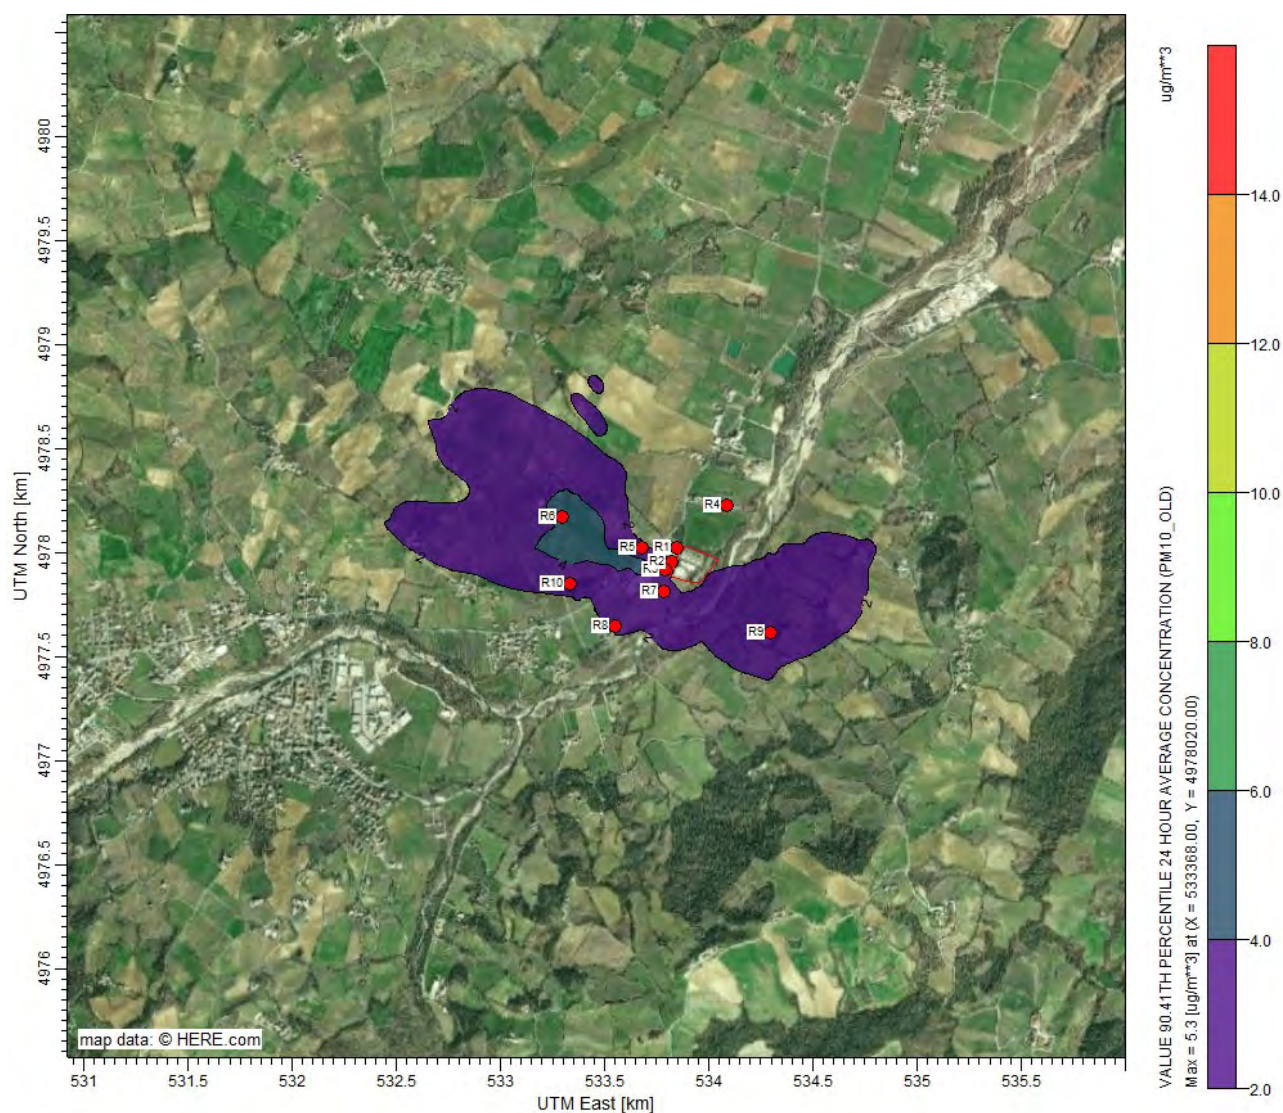 ug/m**3
14.0
12.0
10.0
8.0
6.0
4.0
2.0
VALUE 90.41TH PERCENTILE 24 HOUR AVERAGE CONCENTRATION (PM10_OLD)
Max = 5.3 [ug/m**3] at (X = 533368.00, Y = 4978020.00)
UTM North [km]
4980
4979.5
4979
4978.5
4978
4977.5
4977
4976.5
4976
R4
R6
R5
R1
R2
R10
R7
R8
R9
2
map data: © HERE.com
531
531.5
532
532.5
533
533.5
534
534.5
535
535.5
UTM East [km]